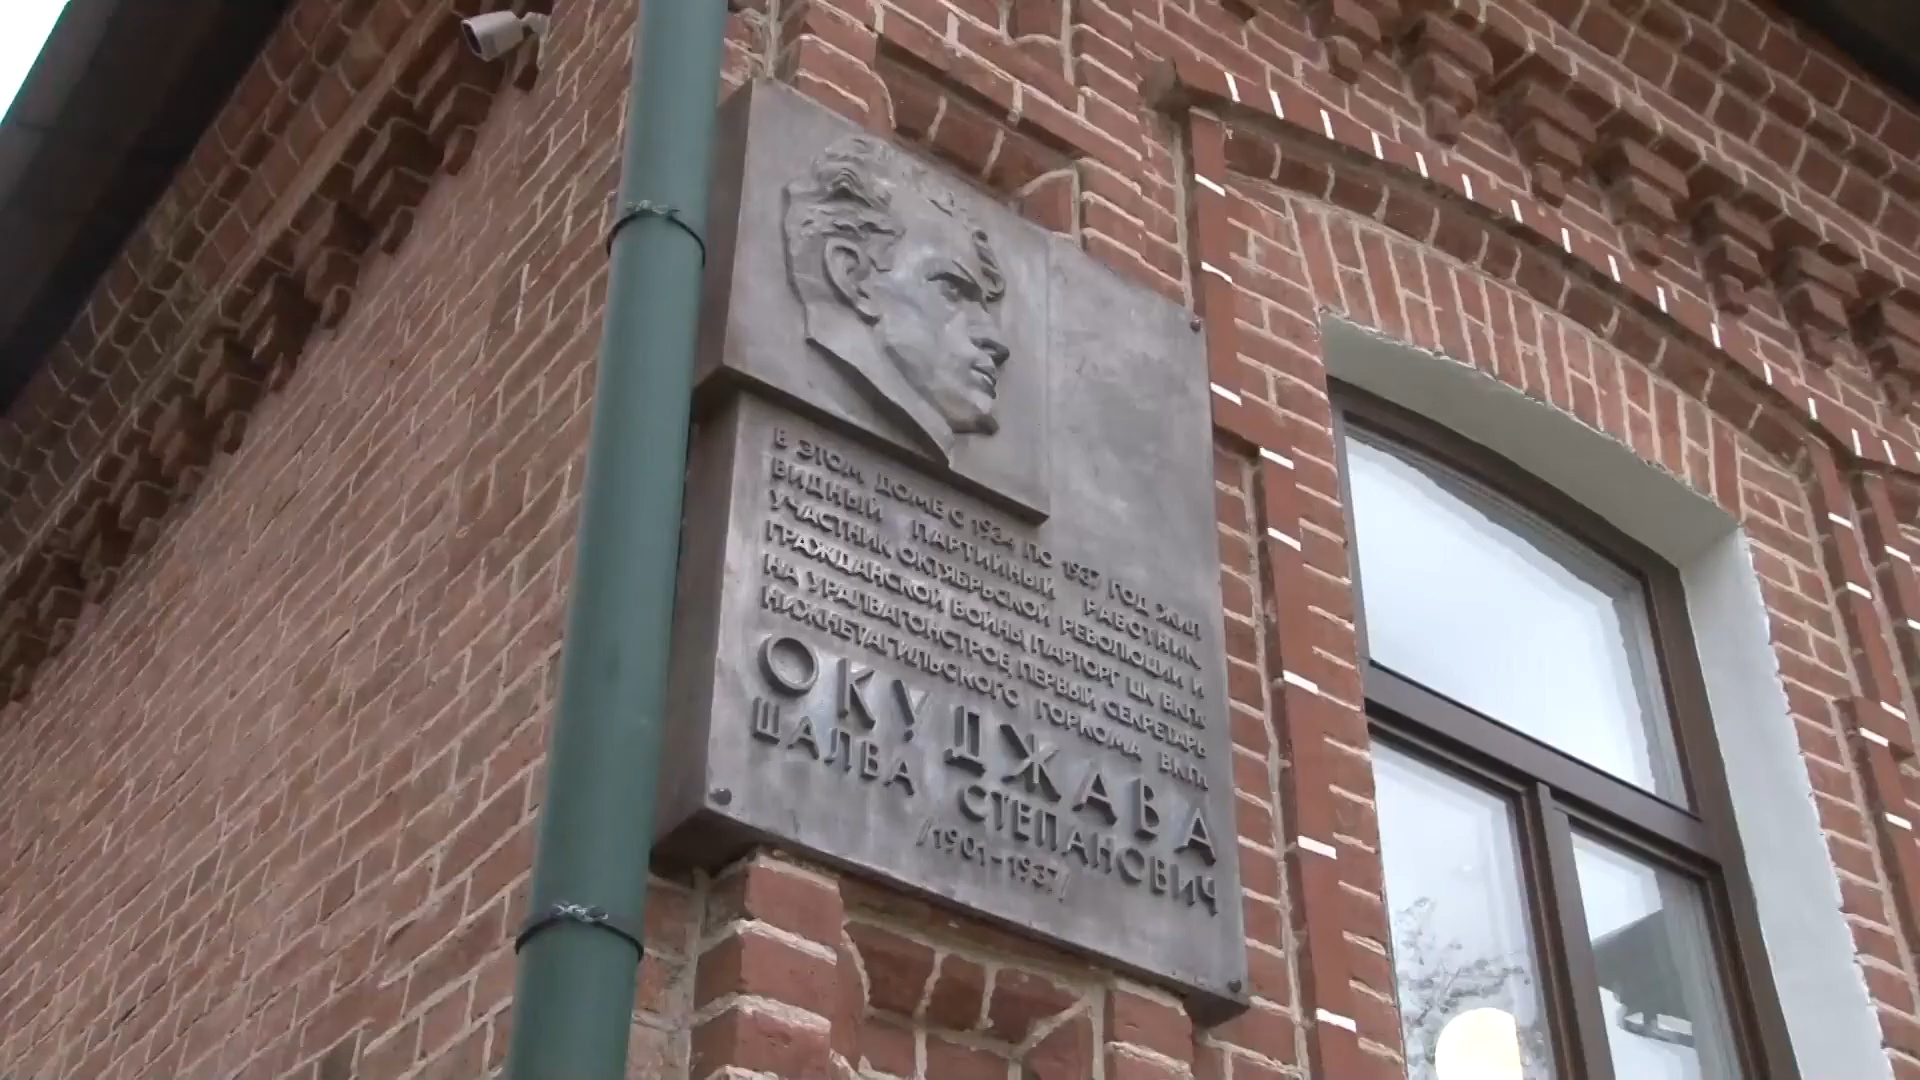 В ЭТОМ ДОМЕ С 1934 ПО 1937 ГОД ЖИЛ
ВИДНЫЙ ПАРТИЙНЫЙ РАБОТНИК,
УЧАСТНИК ОКТЯБРЬСКОЙ РЕВОЛЮЦИИ И
ГРАЖДАНСКОЙ ВОЙНЫ, ПАРТОРГ ЦК ВКП/
НА УРАЛВАГОНСТРОЕ, ПЕРВЫЙ СЕКРЕТАРЬ
НИЖНЕТАГИЛЬСКОГО ГОРКОМА ВКП/
ОКУДЖАВА
ШАЛВА СТЕПАНОВИЧ
/1901-1937/